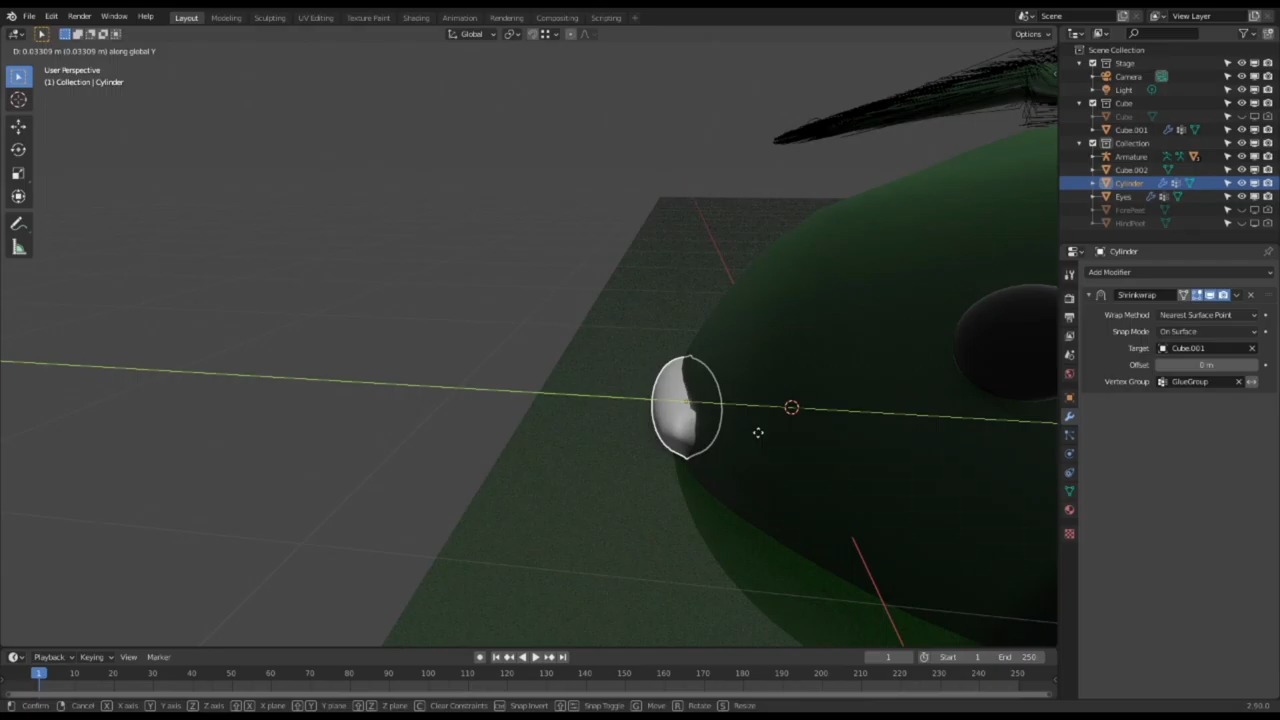 File Edit Render Window Help Layout Modeling Sculpting UV Editing Texture Paint Shading Animation Rendering Compositing Scripting + Scene View Layer
Global Options
D: 0.03309 m (0.03309 m) along global Y
User Perspective
(1) Collection | Cylinder
Scene Collection
Stage
Camera
Light
Cube
Cube
Cube.001
Collection
Armature
Cube.002
Cylinder
Eyes
ForeFeet
HindFeet
Cylinder
Add Modifier
Shrinkwrap
Wrap Method Nearest Surface Point
Snap Mode On Surface
Target Cube.001
Offset 0 m
Vertex Group GlueGroup
Playback Keying View Marker 1 Start 1 End 250
1 10 20 30 40 50 60 70 80 90 100 110 120 130 140 150 160 170 180 190 200 210 220 230 240 250
Confirm Cancel X X axis Y Y axis Z Z axis X X plane Y Y plane Z Z plane C Clear Constraints Snap Invert Snap Toggle G Move R Rotate S Resize 2.90.0